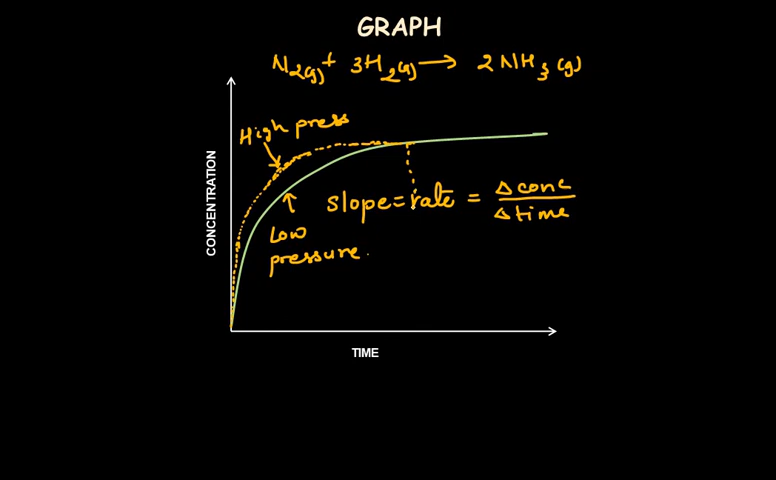 GRAPH
N2(g) + 3H2(g) → 2NH3(g)
High press
CONCENTRATION
slope = rate = Δconc/Δtime
Low
pressure
TIME